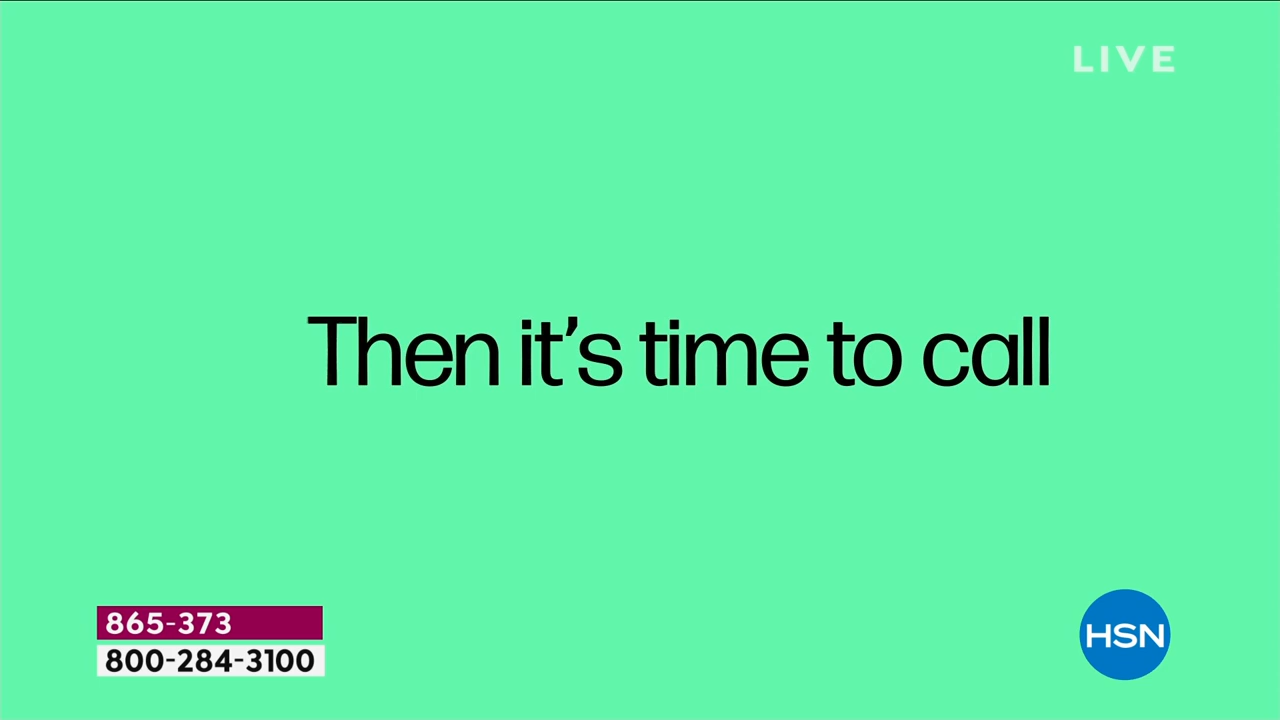 LIVE
Then it’s time to call
865-373
800-284-3100
HSN